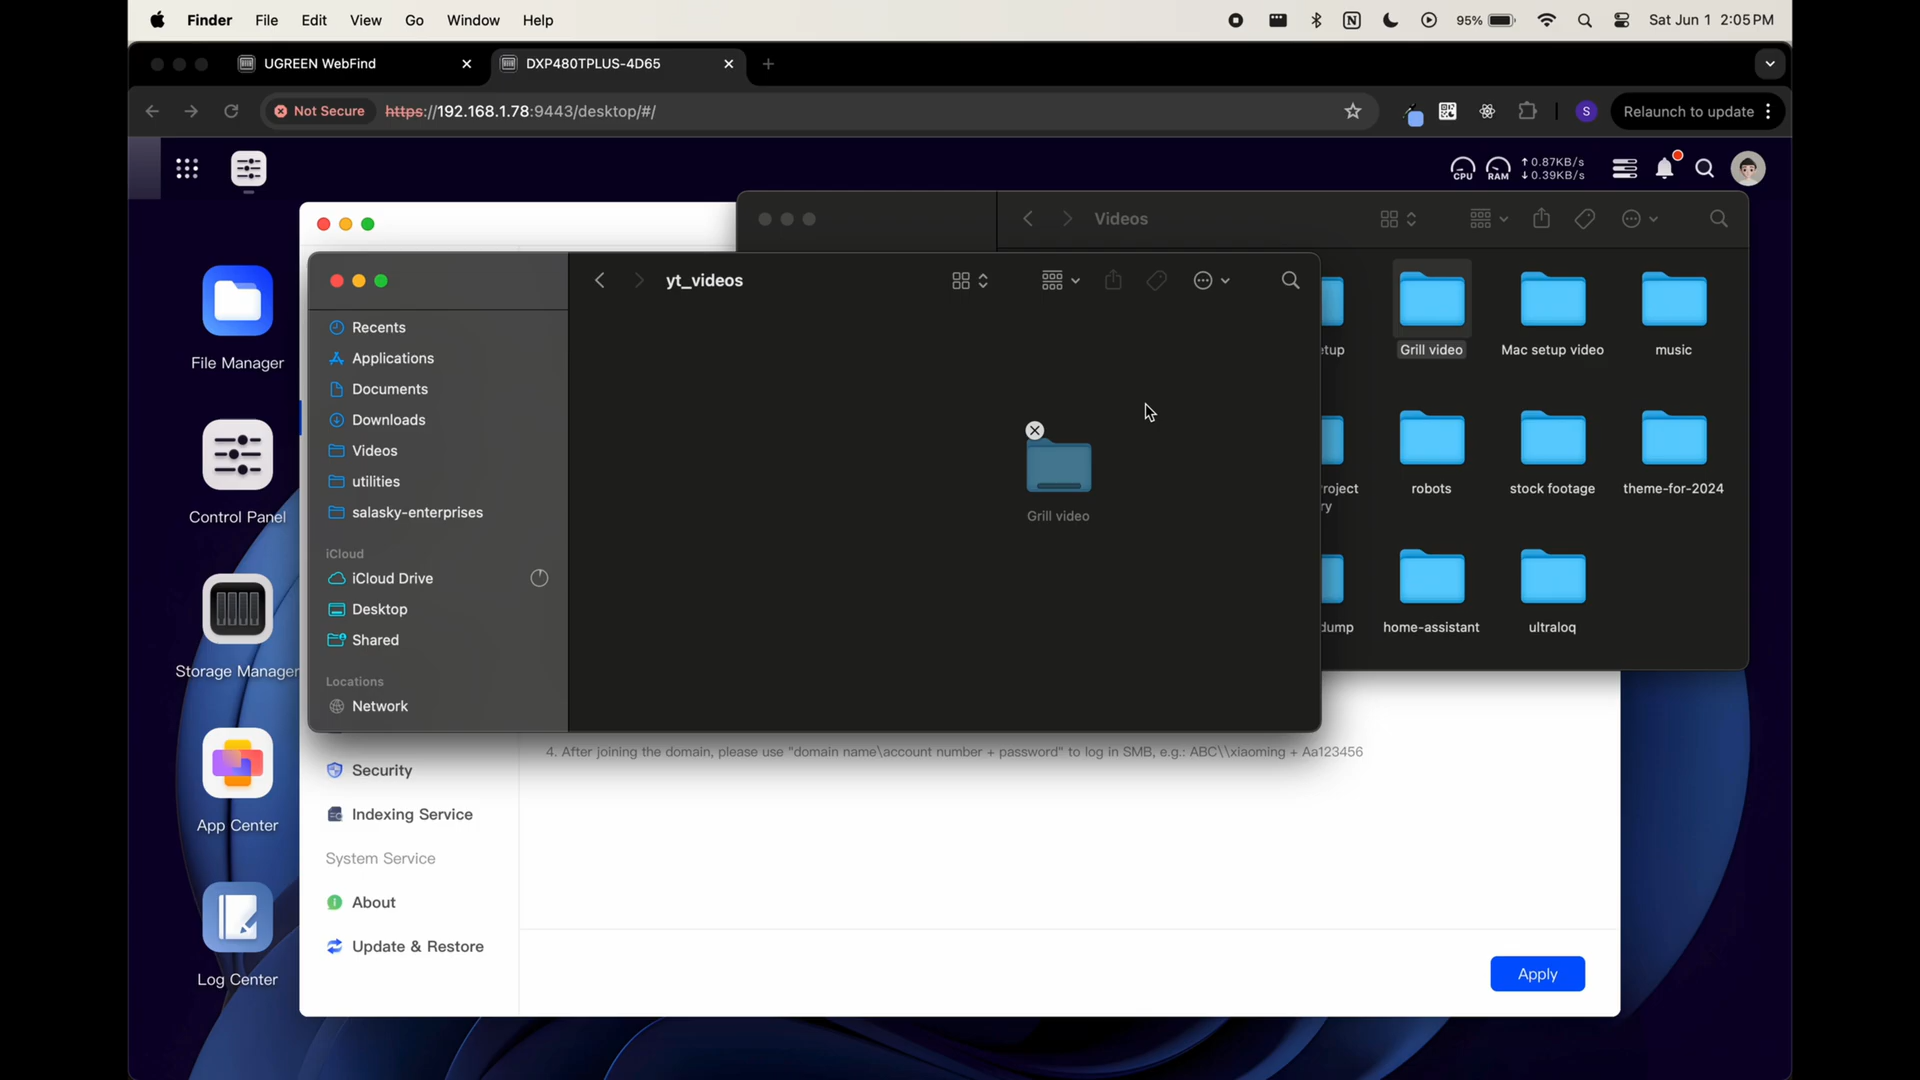 Finder File Edit View Go Window Help 95% Sat Jun 1 2:05 PM
UGREEN WebFind DXP480TPLUS-4D65
Not Secure https://192.168.1.78:9443/desktop/#/ S Relaunch to update
CPU RAM ↑0.87KB/s
↓0.39KB/s
Videos
yt_videos
File Manager
Control Panel
Storage Manager
App Center
Log Center
Recents
Applications
Documents
Downloads
Videos
utilities
salasky-enterprises
iCloud
iCloud Drive
Desktop
Shared
Locations
Network
Grill video
etup Grill video Mac setup video music
roject robots stock footage theme-for-2024
ry
dump home-assistant ultraloq
4. After joining the domain, please use "domain name\account number + password" to log in SMB, e.g.: ABC\\xiaoming + Aa123456
Security
Indexing Service
System Service
About
Update & Restore
Apply